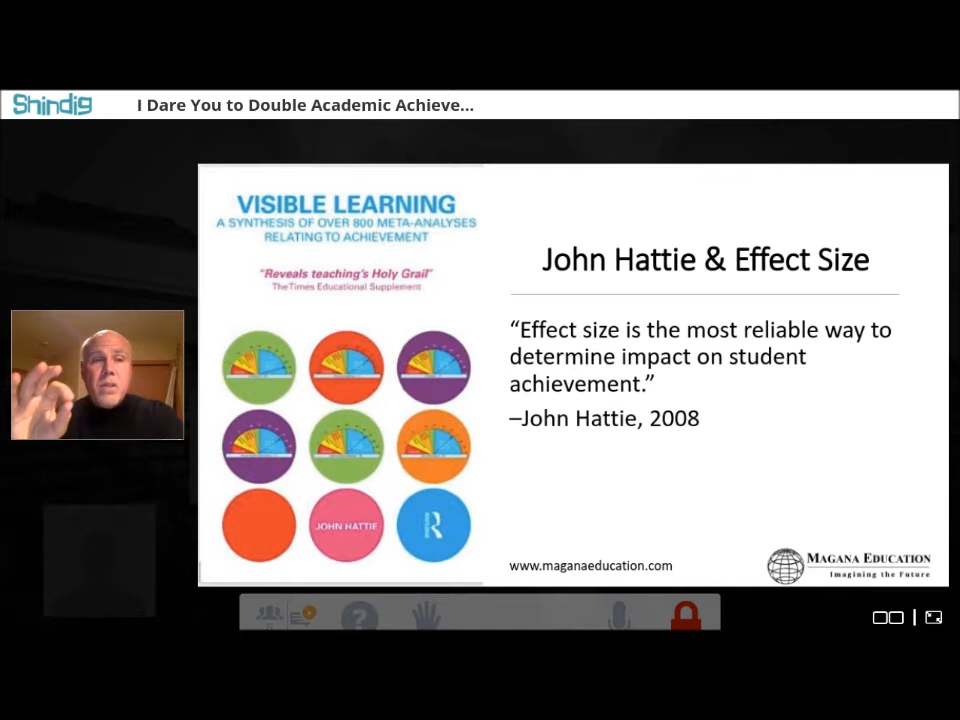 Shindig
I Dare You to Double Academic Achieve...
VISIBLE LEARNING
A SYNTHESIS OF OVER 800 META-ANALYSES
RELATING TO ACHIEVEMENT
"Reveals teaching's Holy Grail"
The Times Educational Supplement
JOHN HATTIE
John Hattie & Effect Size
“Effect size is the most reliable way to
determine impact on student
achievement.”
–John Hattie, 2008
www.maganaeducation.com
MAGANA EDUCATION
Imagining the Future